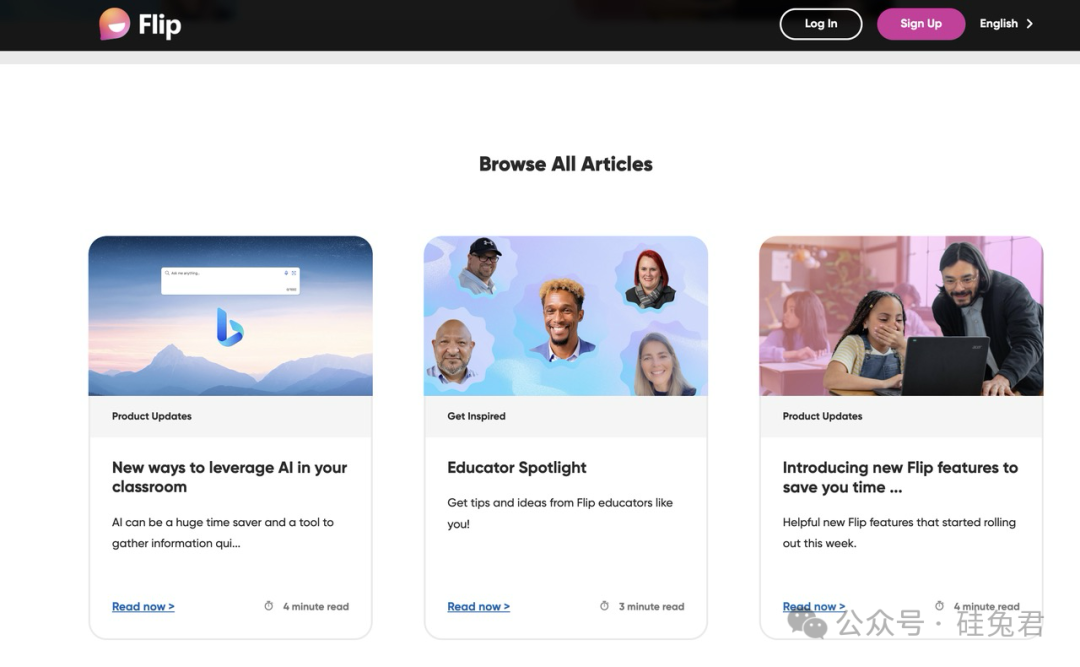 Flip
Log In
Sign Up
English
Browse All Articles
Ask me anything...
Product Updates
New ways to leverage AI in your
classroom
AI can be a huge time saver and a tool to
gather information qui...
Read now >
4 minute read
Get Inspired
Educator Spotlight
Get tips and ideas from Flip educators like
you!
Read now >
3 minute read
Product Updates
Introducing new Flip features to
save you time ...
Helpful new Flip features that started rolling
out this week.
Read now >
4 minute read
公众号 · 硅兔君